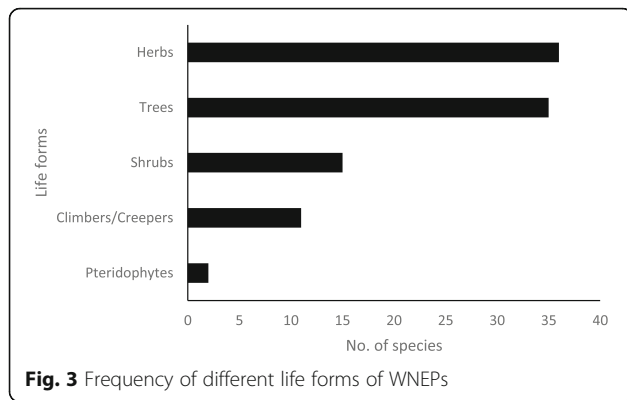 Herbs
Trees
Shrubs
Climbers/Creepers
Pteridophytes
Life forms
0 5 10 15 20 25 30 35 40
No. of species
Fig. 3 Frequency of different life forms of WNEPs